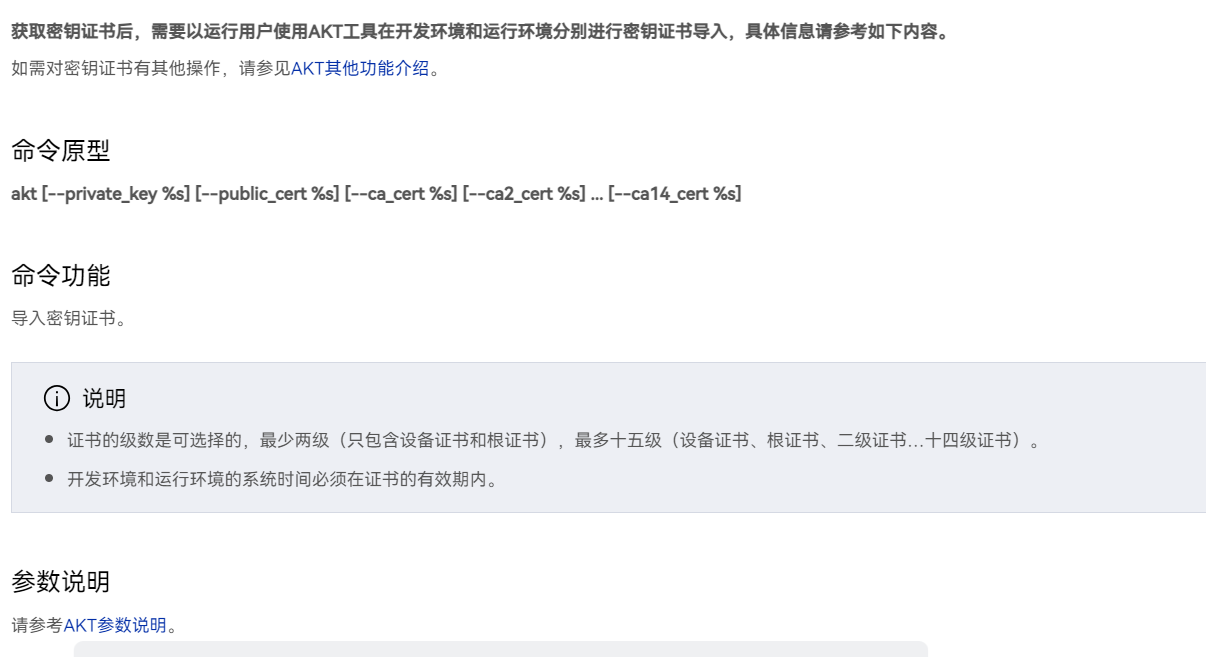 获取密钥证书后，需要以运行用户使用AKT工具在开发环境和运行环境分别进行密钥证书导入，具体信息请参考如下内容。
如需对密钥证书有其他操作，请参见AKT其他功能介绍。
命令原型
akt [--private_key %s] [--public_cert %s] [--ca_cert %s] [--ca2_cert %s] ... [--ca14_cert %s]
命令功能
导入密钥证书。
说明
证书的级数是可选择的，最少两级（只包含设备证书和根证书），最多十五级（设备证书、根证书、二级证书...十四级证书）。
开发环境和运行环境的系统时间必须在证书的有效期内。
参数说明
请参考AKT参数说明。